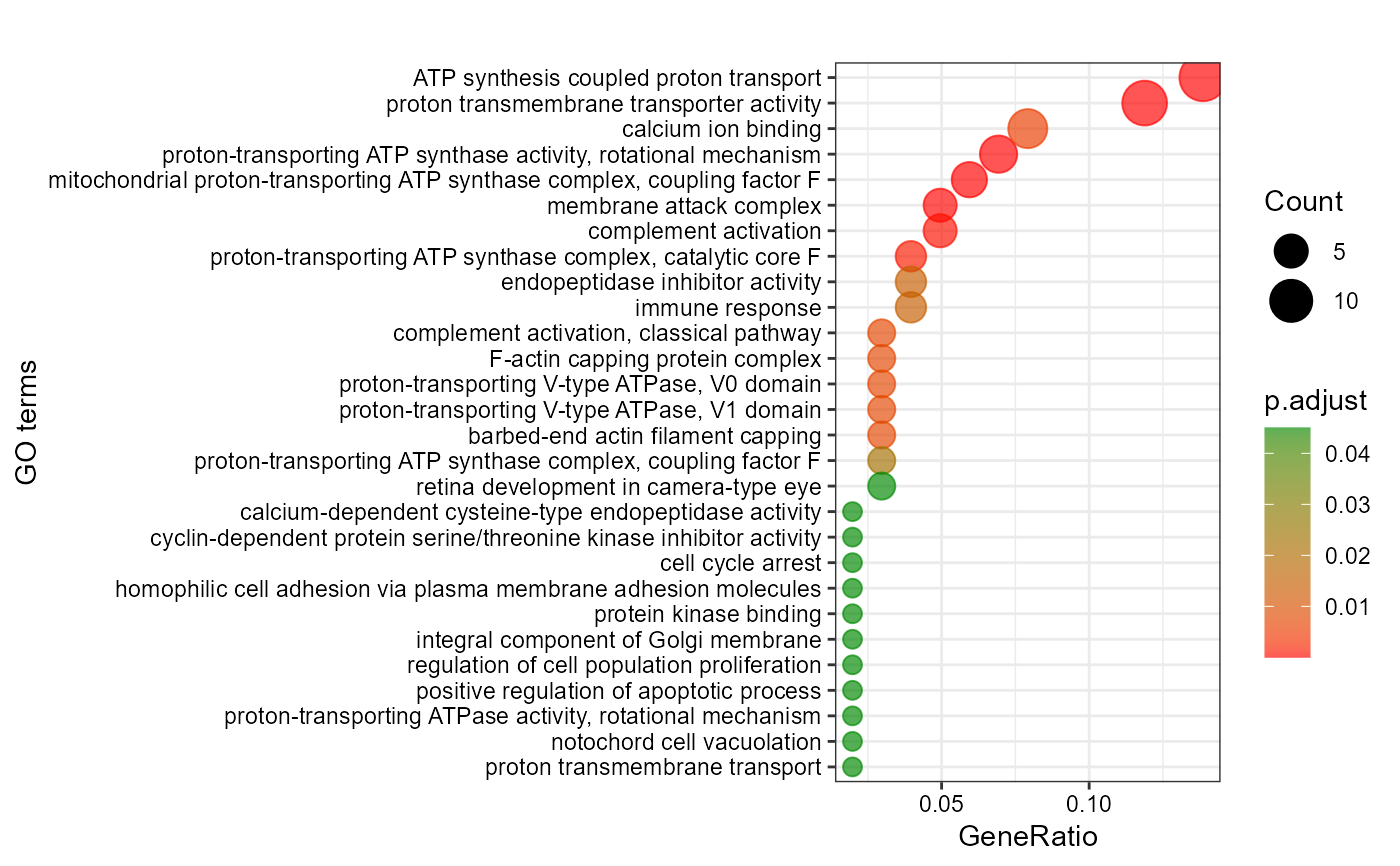 ATP synthesis coupled proton transport
proton transmembrane transporter activity
calcium ion binding
proton-transporting ATP synthase activity, rotational mechanism
mitochondrial proton-transporting ATP synthase complex, coupling factor F
membrane attack complex
complement activation
proton-transporting ATP synthase complex, catalytic core F
endopeptidase inhibitor activity
immune response
complement activation, classical pathway
F-actin capping protein complex
proton-transporting V-type ATPase, V0 domain
proton-transporting V-type ATPase, V1 domain
barbed-end actin filament capping
proton-transporting ATP synthase complex, coupling factor F
retina development in camera-type eye
calcium-dependent cysteine-type endopeptidase activity
cyclin-dependent protein serine/threonine kinase inhibitor activity
cell cycle arrest
homophilic cell adhesion via plasma membrane adhesion molecules
protein kinase binding
integral component of Golgi membrane
regulation of cell population proliferation
positive regulation of apoptotic process
proton-transporting ATPase activity, rotational mechanism
notochord cell vacuolation
proton transmembrane transport
GO terms
0.05
0.10
GeneRatio
Count
5
10
p.adjust
0.04
0.03
0.02
0.01